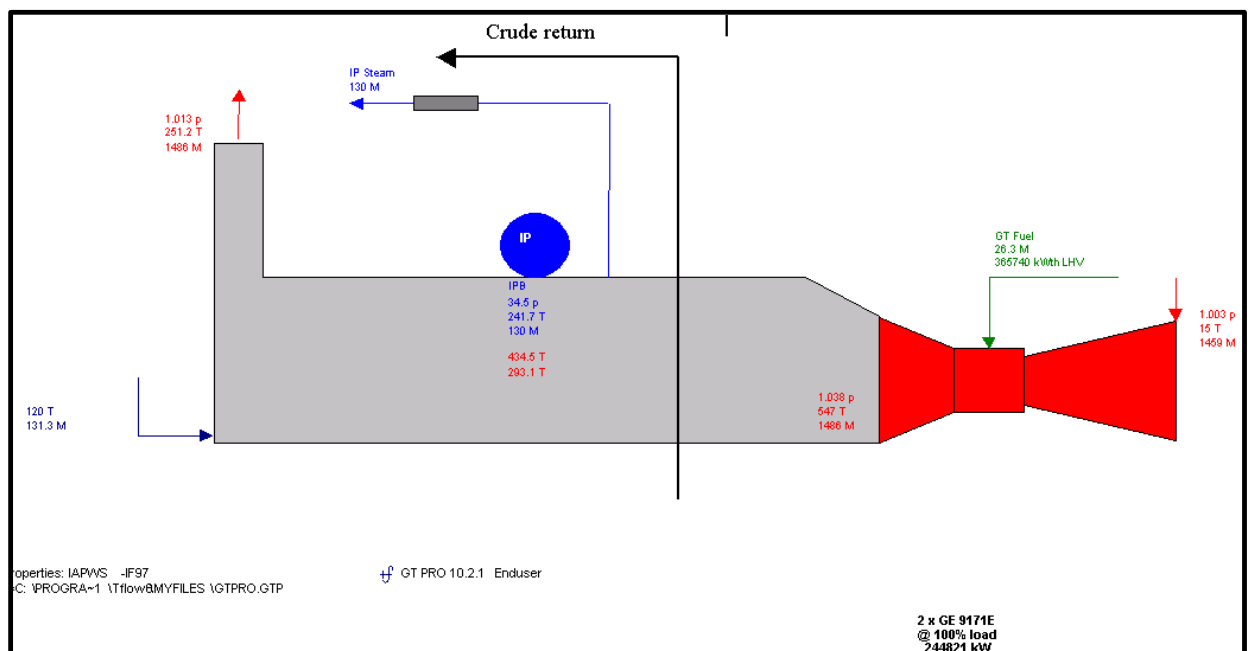 Crude return
IP Steam
130 M
1.013 p
251.2 T
1486 M
IP
GT Fuel
26.3 M
365740 kWth LHV
IPB
34.5 p
241.7 T
130 M
434.5 T
293.1 T
1.003 p
15 T
1459 M
1.038 p
547 T
1486 M
120 T
131.3 M
roperties: IAPWS -IF97
GT PRO 10.2.1 Enduser
C: \PROGRA~1 \Tflow8\MYFILES \GTPRO.GTP
2 x GE 9171E
@ 100% load
244821 kW